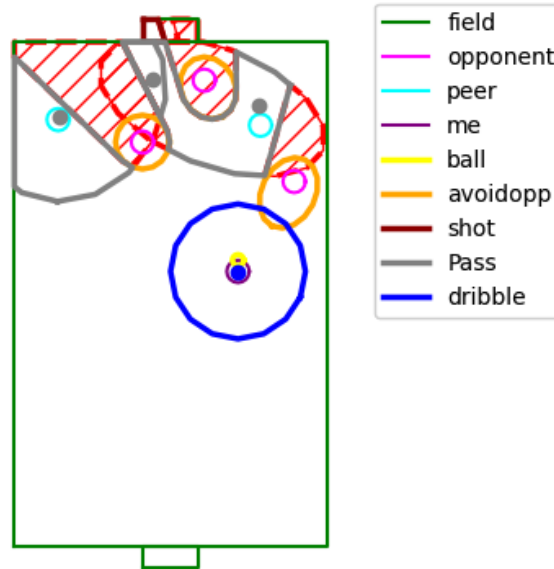 field
opponent
peer
me
ball
avoidopp
shot
Pass
dribble